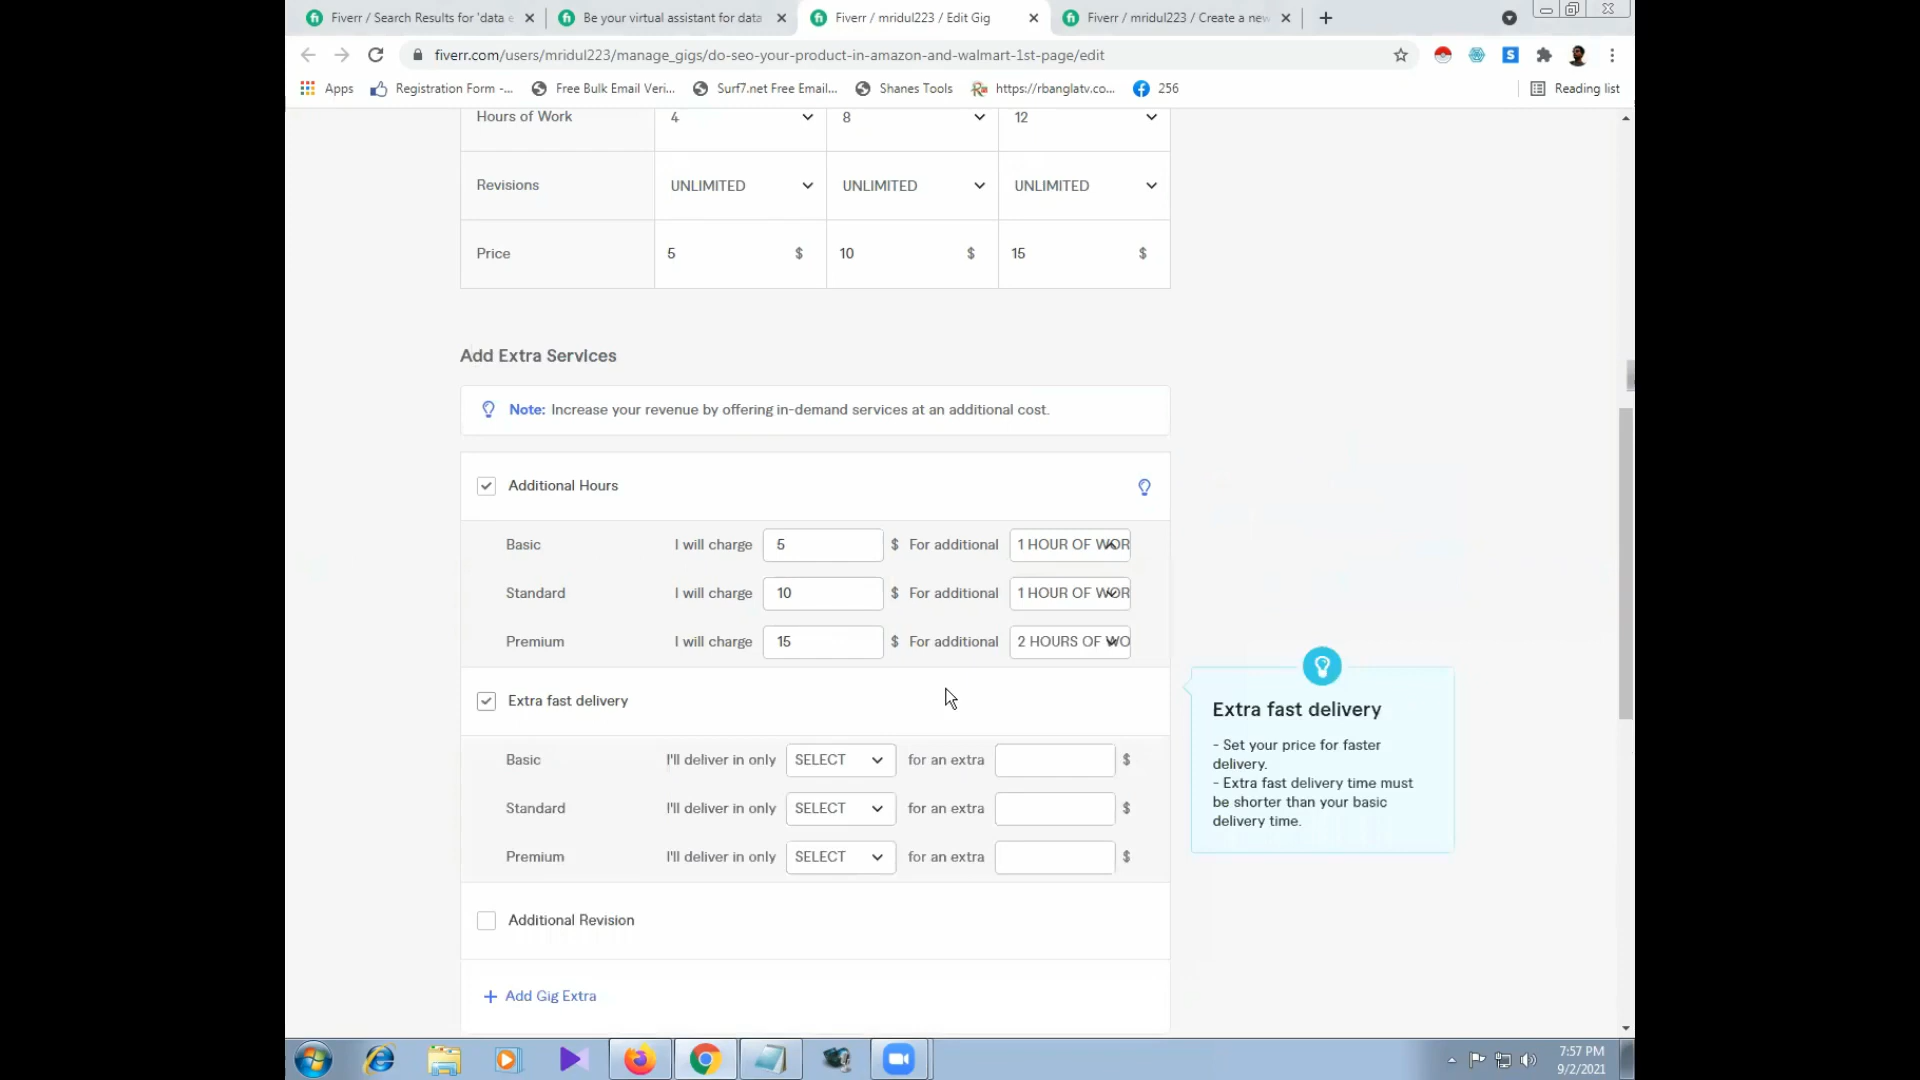 Fiverr / Search Results for 'data e
Be your virtual assistant for data
Fiverr / mridul223 / Edit Gig
Fiverr / mridul223 / Create a new
fiverr.com/users/mridul223/manage_gigs/do-seo-your-product-in-amazon-and-walmart-1st-page/edit
Apps
Registration Form -...
Free Bulk Email Veri...
Surf7.net Free Email...
Shanes Tools
https://rbanglatv.co...
256
Reading list
Hours of Work 4 8 12
Revisions UNLIMITED UNLIMITED UNLIMITED
Price 5 $ 10 $ 15 $
Add Extra Services
Note: Increase your revenue by offering in-demand services at an additional cost.
Additional Hours
Basic I will charge 5 $ For additional 1 HOUR OF WOR
Standard I will charge 10 $ For additional 1 HOUR OF WOR
Premium I will charge 15 $ For additional 2 HOURS OF WO
Extra fast delivery
Basic I'll deliver in only SELECT for an extra $
Standard I'll deliver in only SELECT for an extra $
Premium I'll deliver in only SELECT for an extra $
Additional Revision
+ Add Gig Extra
Extra fast delivery
- Set your price for faster
delivery.
- Extra fast delivery time must
be shorter than your basic
delivery time.
7:57 PM
9/2/2021